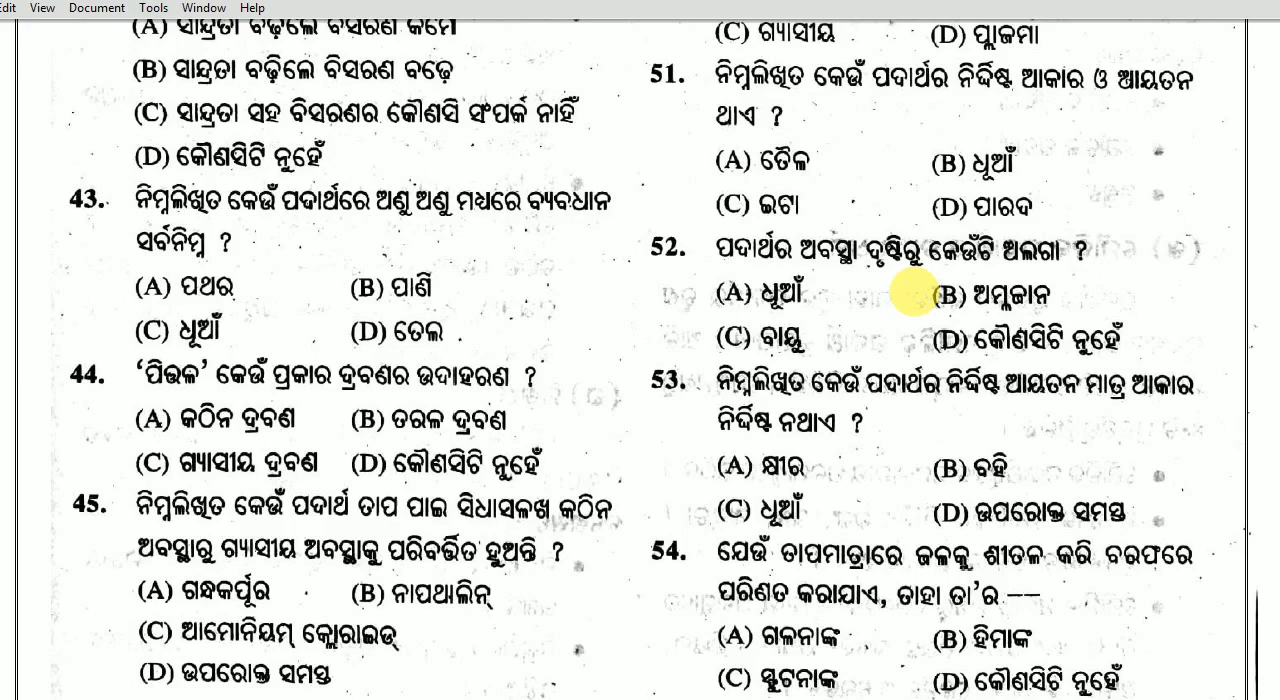 Edit View Document Tools Window Help
(A) ସାନ୍ଦ୍ରତା ବଢ଼ିଲେ ବିସରଣ କମେ
(B) ସାନ୍ଦ୍ରତା ବଢ଼ିଲେ ବିସରଣ ବଢ଼େ
(C) ସାନ୍ଦ୍ରତା ସହ ବିସରଣର କୌଣସି ସଂପର୍କ ନାହିଁ
(D) କୌଣସିଟି ନୁହେଁ
43. ନିମ୍ନଲିଖିତ କେଉଁ ପଦାର୍ଥରେ ଅଣୁ ଅଣୁ ମଧ୍ୟରେ ବ୍ୟବଧାନ
ସର୍ବନିମ୍ନ ?
(A) ପଥର (B) ପାଣି
(C) ଧୂଆଁ (D) ତେଲ
44. ‘ପିତ୍ତଳ’ କେଉଁ ପ୍ରକାର ଦ୍ରବଣର ଉଦାହରଣ ?
(A) କଠିନ ଦ୍ରବଣ (B) ତରଳ ଦ୍ରବଣ
(C) ଗ୍ୟାସୀୟ ଦ୍ରବଣ (D) କୌଣସିଟି ନୁହେଁ
45. ନିମ୍ନଲିଖିତ କେଉଁ ପଦାର୍ଥ ତାପ ପାଇ ସିଧାସଳଖ କଠିନ
ଅବସ୍ଥାରୁ ଗ୍ୟାସୀୟ ଅବସ୍ଥାକୁ ପରିବର୍ତ୍ତିତ ହୁଅନ୍ତି ?
(A) ଗନ୍ଧକର୍ପୂର (B) ନାପଥାଲିନ୍
(C) ଆମୋନିୟମ୍ କ୍ଲୋରାଇଡ୍
(D) ଉପରୋକ୍ତ ସମସ୍ତ
(C) ଗ୍ୟାସୀୟ (D) ପ୍ଲାଜମା
51. ନିମ୍ନଲିଖିତ କେଉଁ ପଦାର୍ଥର ନିର୍ଦ୍ଦିଷ୍ଟ ଆକାର ଓ ଆୟତନ
ଥାଏ ?
(A) ତୈଳ (B) ଧୂଆଁ
(C) ଇଟା (D) ପାରଦ
52. ପଦାର୍ଥର ଅବସ୍ଥା ଦୃଷ୍ଟିରୁ କେଉଁଟି ଅଲଗା ?
(A) ଧୂଆଁ (B) ଅମ୍ଳଜାନ
(C) ବାୟୁ (D) କୌଣସିଟି ନୁହେଁ
53. ନିମ୍ନଲିଖିତ କେଉଁ ପଦାର୍ଥର ନିର୍ଦ୍ଦିଷ୍ଟ ଆୟତନ ମାତ୍ର ଆକାର
ନିର୍ଦ୍ଦିଷ୍ଟ ନଥାଏ ?
(A) କ୍ଷୀର (B) ବହି
(C) ଧୂଆଁ (D) ଉପରୋକ୍ତ ସମସ୍ତ
54. ଯେଉଁ ତାପମାତ୍ରାରେ ଜଳକୁ ଶୀତଳ କରି ବରଫରେ
ପରିଣତ କରାଯାଏ, ତାହା ତା’ର ––
(A) ଗଳନାଙ୍କ (B) ହିମାଙ୍କ
(C) ସ୍ଫୁଟନାଙ୍କ (D) କୌଣସିଟି ନୁହେଁ